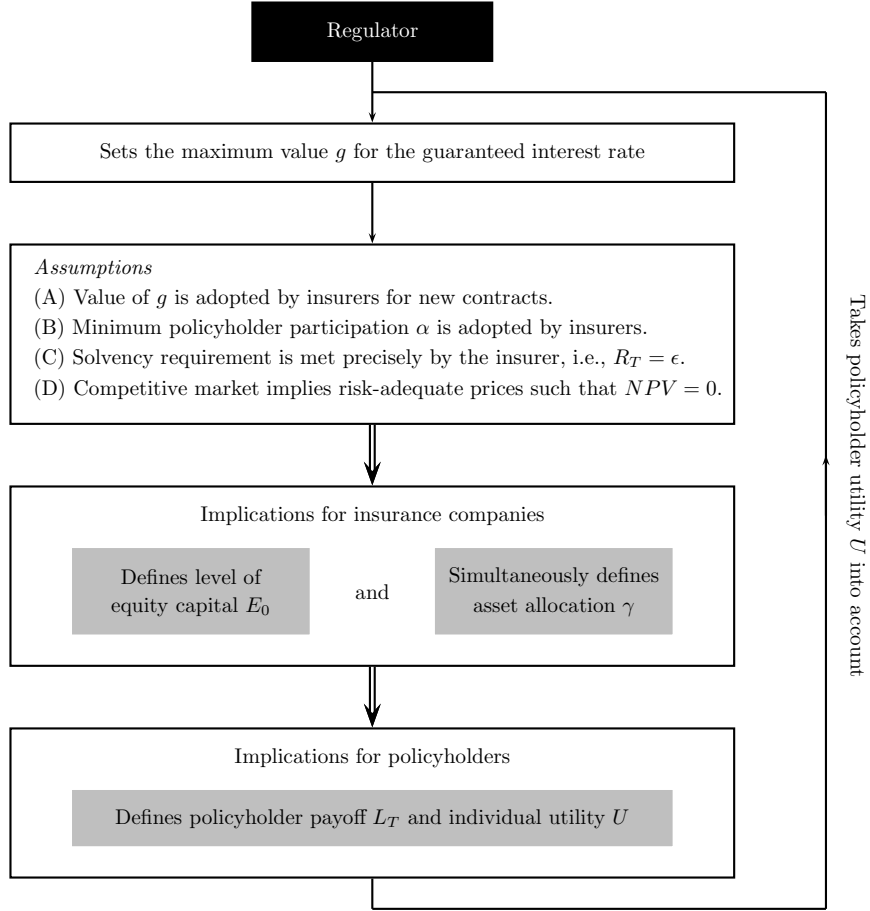 Regulator
Sets the maximum value g for the guaranteed interest rate
Assumptions
(A) Value of g is adopted by insurers for new contracts.
(B) Minimum policyholder participation α is adopted by insurers.
(C) Solvency requirement is met precisely by the insurer, i.e., R_T = ϵ.
(D) Competitive market implies risk-adequate prices such that NPV = 0.
Implications for insurance companies
Defines level of
equity capital E_0
and
Simultaneously defines
asset allocation γ
Implications for policyholders
Defines policyholder payoff L_T and individual utility U
Takes policyholder utility U into account